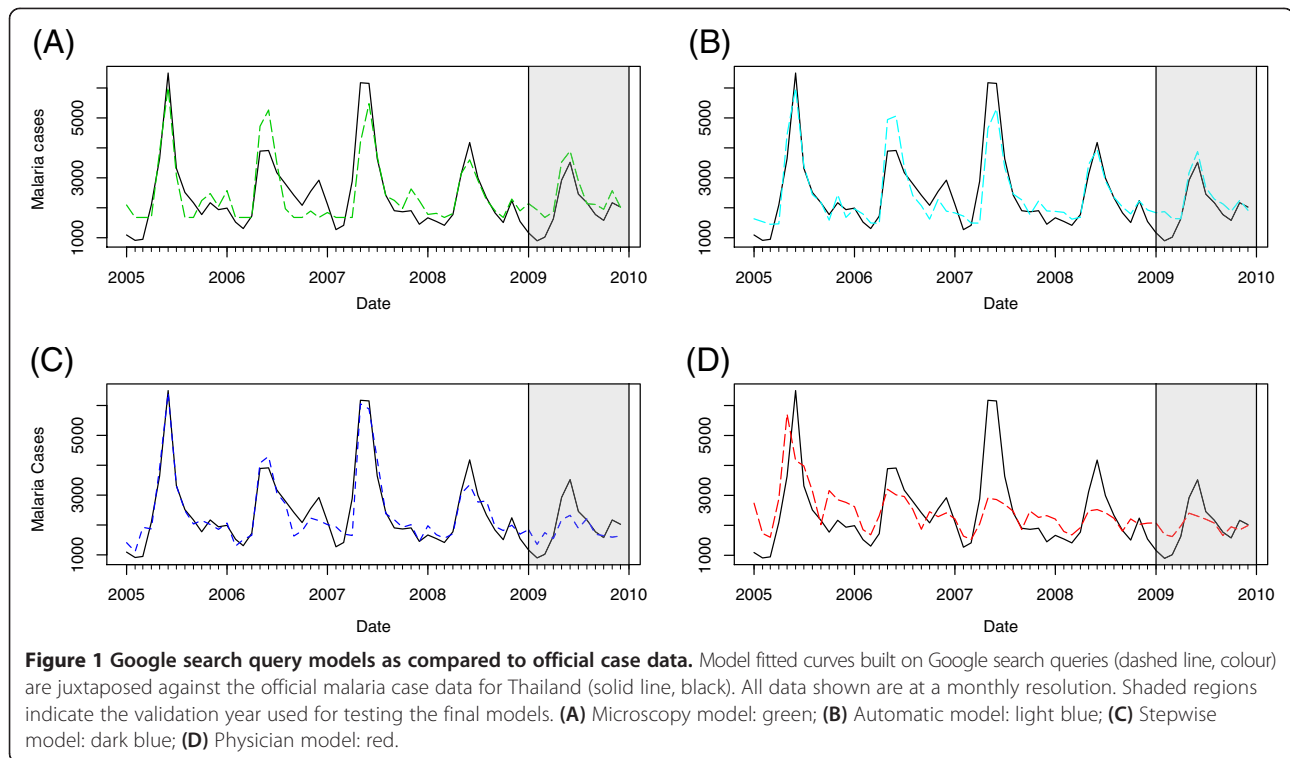 (A)
Malaria cases
1000 3000 5000
2005 2006 2007 2008 2009 2010
Date
(B)
1000 3000 5000
2005 2006 2007 2008 2009 2010
Date
(C)
Malaria Cases
1000 3000 5000
2005 2006 2007 2008 2009 2010
Date
(D)
1000 3000 5000
2005 2006 2007 2008 2009 2010
Date
Figure 1 Google search query models as compared to official case data. Model fitted curves built on Google search queries (dashed line, colour)
are juxtaposed against the official malaria case data for Thailand (solid line, black). All data shown are at a monthly resolution. Shaded regions
indicate the validation year used for testing the final models. (A) Microscopy model: green; (B) Automatic model: light blue; (C) Stepwise
model: dark blue; (D) Physician model: red.